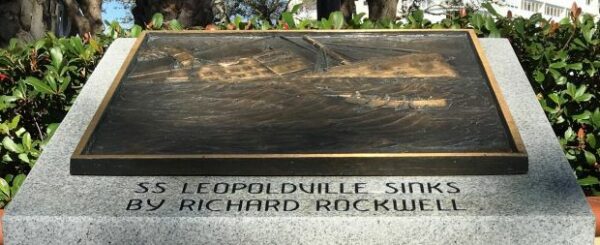 SS LEOPOLDVILLE SINKS
BY RICHARD ROCKWELL